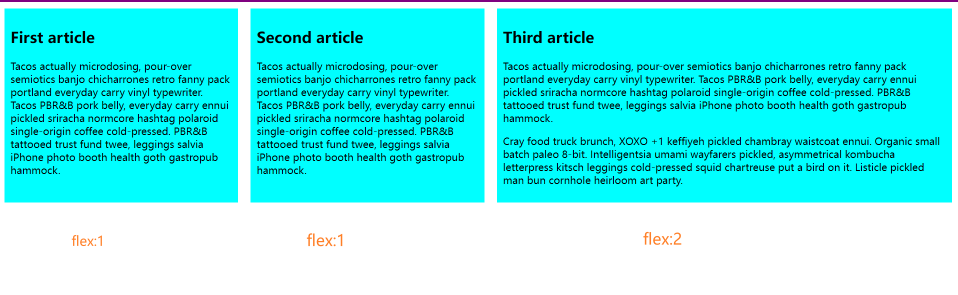 First article
Tacos actually microdosing, pour-over
semiotics banjo chicharrones retro fanny pack
portland everyday carry vinyl typewriter.
Tacos PBR&B pork belly, everyday carry ennui
pickled sriracha normcore hashtag polaroid
single-origin coffee cold-pressed. PBR&B
tattooed trust fund twee, leggings salvia
iPhone photo booth health goth gastropub
hammock.
Second article
Tacos actually microdosing, pour-over
semiotics banjo chicharrones retro fanny pack
portland everyday carry vinyl typewriter.
Tacos PBR&B pork belly, everyday carry ennui
pickled sriracha normcore hashtag polaroid
single-origin coffee cold-pressed. PBR&B
tattooed trust fund twee, leggings salvia
iPhone photo booth health goth gastropub
hammock.
Third article
Tacos actually microdosing, pour-over semiotics banjo chicharrones retro fanny pack
portland everyday carry vinyl typewriter. Tacos PBR&B pork belly, everyday carry ennui
pickled sriracha normcore hashtag polaroid single-origin coffee cold-pressed. PBR&B
tattooed trust fund twee, leggings salvia iPhone photo booth health goth gastropub
hammock.
Cray food truck brunch, XOXO +1 keffiyeh pickled chambray waistcoat ennui. Organic small
batch paleo 8-bit. Intelligentsia umami wayfarers pickled, asymmetrical kombucha
letterpress kitsch leggings cold-pressed squid chartreuse put a bird on it. Listicle pickled
man bun cornhole heirloom art party.
flex:1
flex:1
flex:2